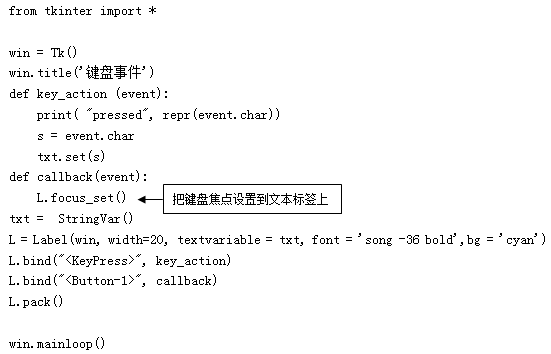 from tkinter import *
win = Tk()
win.title('键盘事件')
def key_action (event):
    print( "pressed", repr(event.char))
    s = event.char
    txt.set(s)
def callback(event):
    L.focus_set()
把键盘焦点设置到文本标签上
txt =  StringVar()
L = Label(win, width=20, textvariable = txt, font = 'song -36 bold',bg = 'cyan')
L.bind("<KeyPress>", key_action)
L.bind("<Button-1>", callback)
L.pack()
win.mainloop()